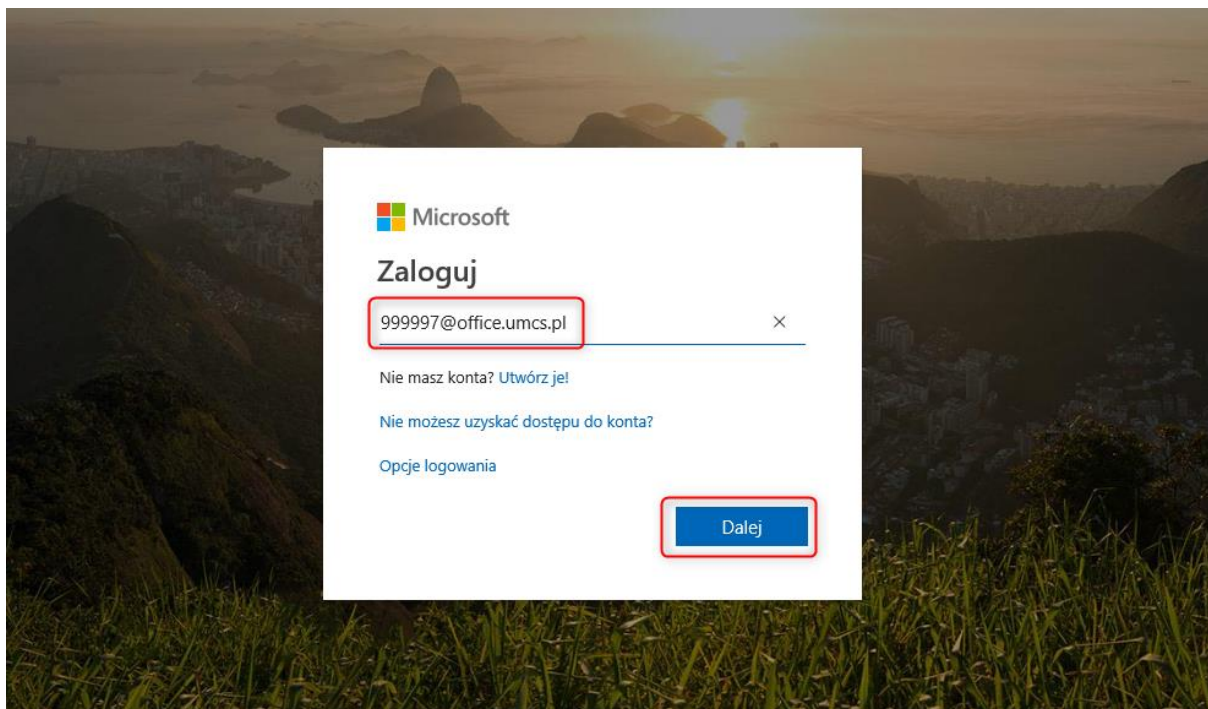 Microsoft
Zaloguj
999997@office.umcs.pl
Nie masz konta? Utwórz je!
Nie możesz uzyskać dostępu do konta?
Opcje logowania
Dalej